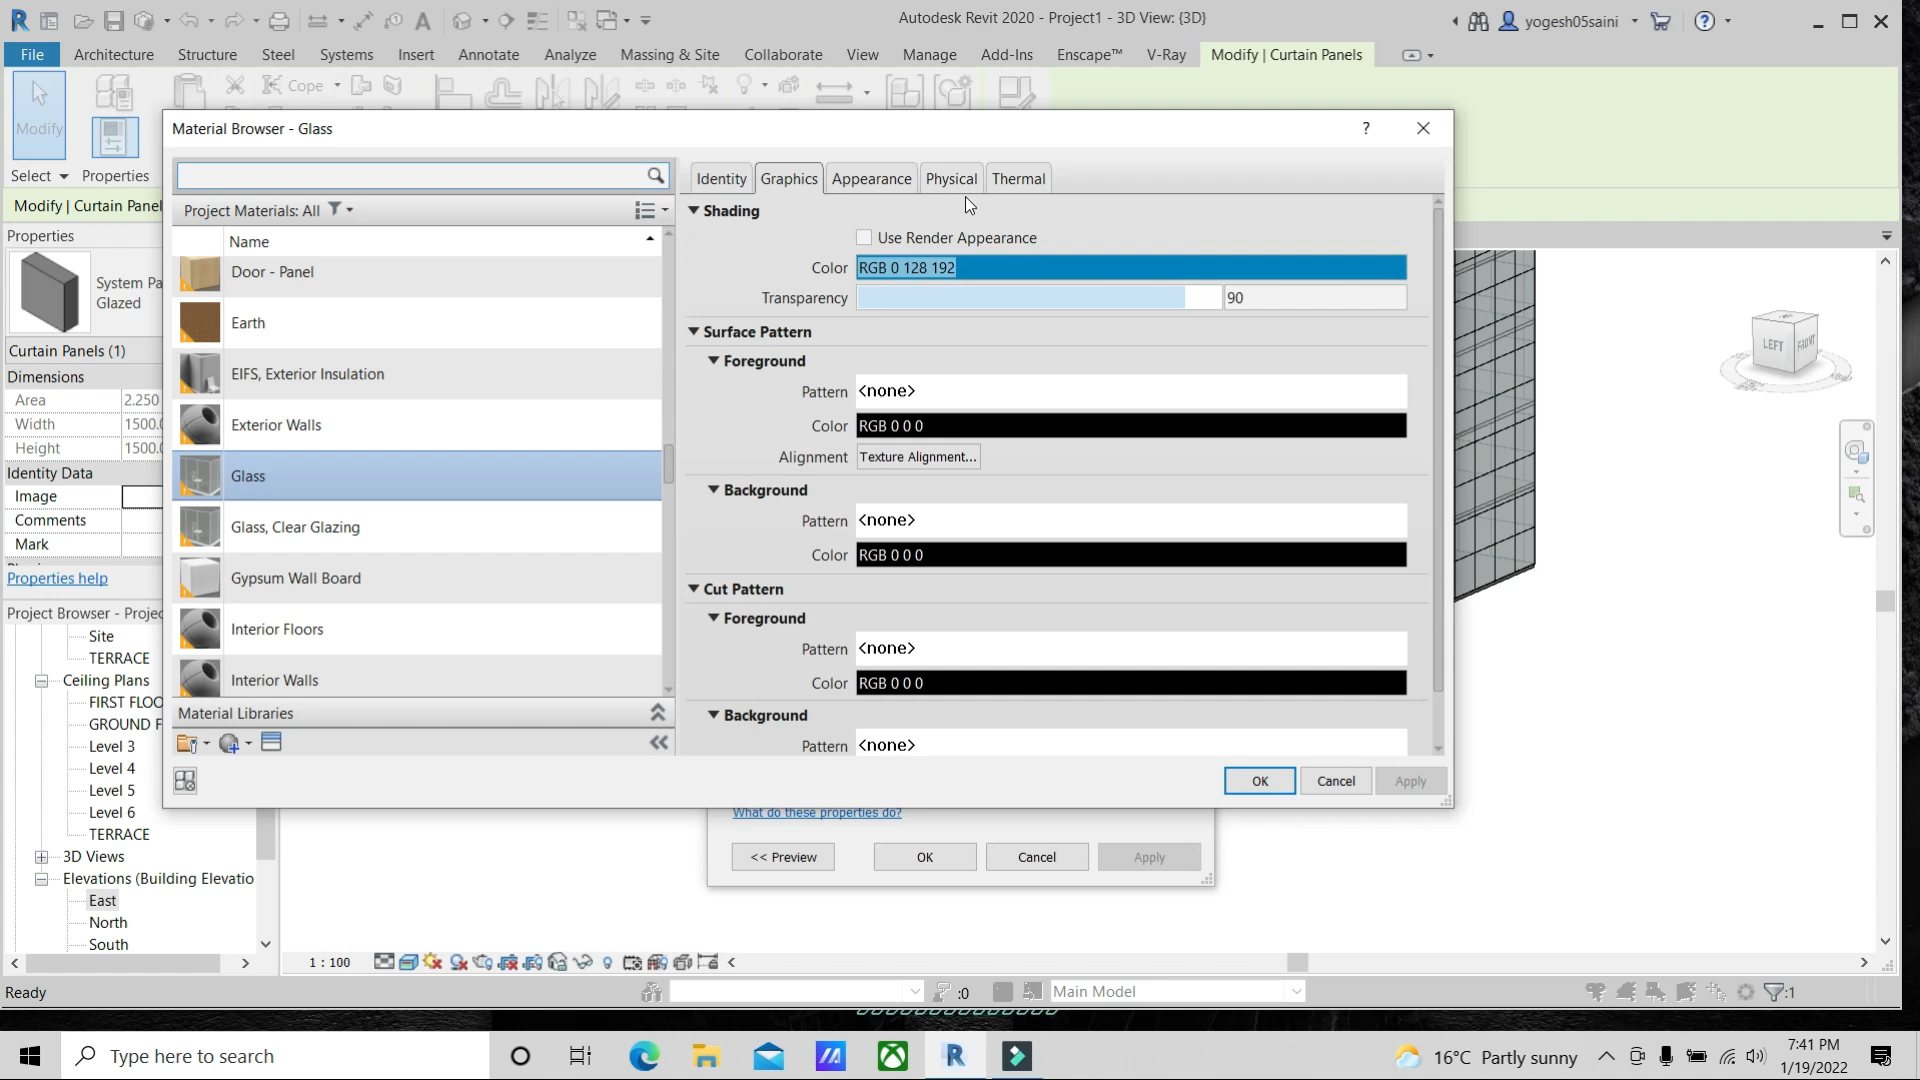 Autodesk Revit 2020 - Project1 - 3D View: {3D}
yogesh05saini
File
Architecture
Structure
Steel
Systems
Insert
Annotate
Analyze
Massing & Site
Collaborate
View
Manage
Add-Ins
Enscape™
V-Ray
Modify | Curtain Panels
Modify
Cope
Select
Properties
Modify | Curtain Panel
Properties
System Pa
Glazed
Curtain Panels (1)
Dimensions
Area 2.250
Width 1500.0
Height 1500.0
Identity Data
Image
Comments
Mark
Properties help
Project Browser - Projec
Site
TERRACE
Ceiling Plans
FIRST FLOO
GROUND F
Level 3
Level 4
Level 5
Level 6
TERRACE
3D Views
Elevations (Building Elevatio
East
North
South
Material Browser - Glass
?
Project Materials: All
Name
Door - Panel
Earth
EIFS, Exterior Insulation
Exterior Walls
Glass
Glass, Clear Glazing
Gypsum Wall Board
Interior Floors
Interior Walls
Material Libraries
Identity
Graphics
Appearance
Physical
Thermal
Shading
Use Render Appearance
Color RGB 0 128 192
Transparency 90
Surface Pattern
Foreground
Pattern <none>
Color RGB 0 0 0
Alignment Texture Alignment...
Background
Pattern <none>
Color RGB 0 0 0
Cut Pattern
Foreground
Pattern <none>
Color RGB 0 0 0
Background
Pattern <none>
OK
Cancel
Apply
What do these properties do?
<< Preview
OK
Cancel
Apply
LEFT
FRONT
1 : 100
Ready
:0
Main Model
:1
Type here to search
16°C Partly sunny
7:41 PM
1/19/2022